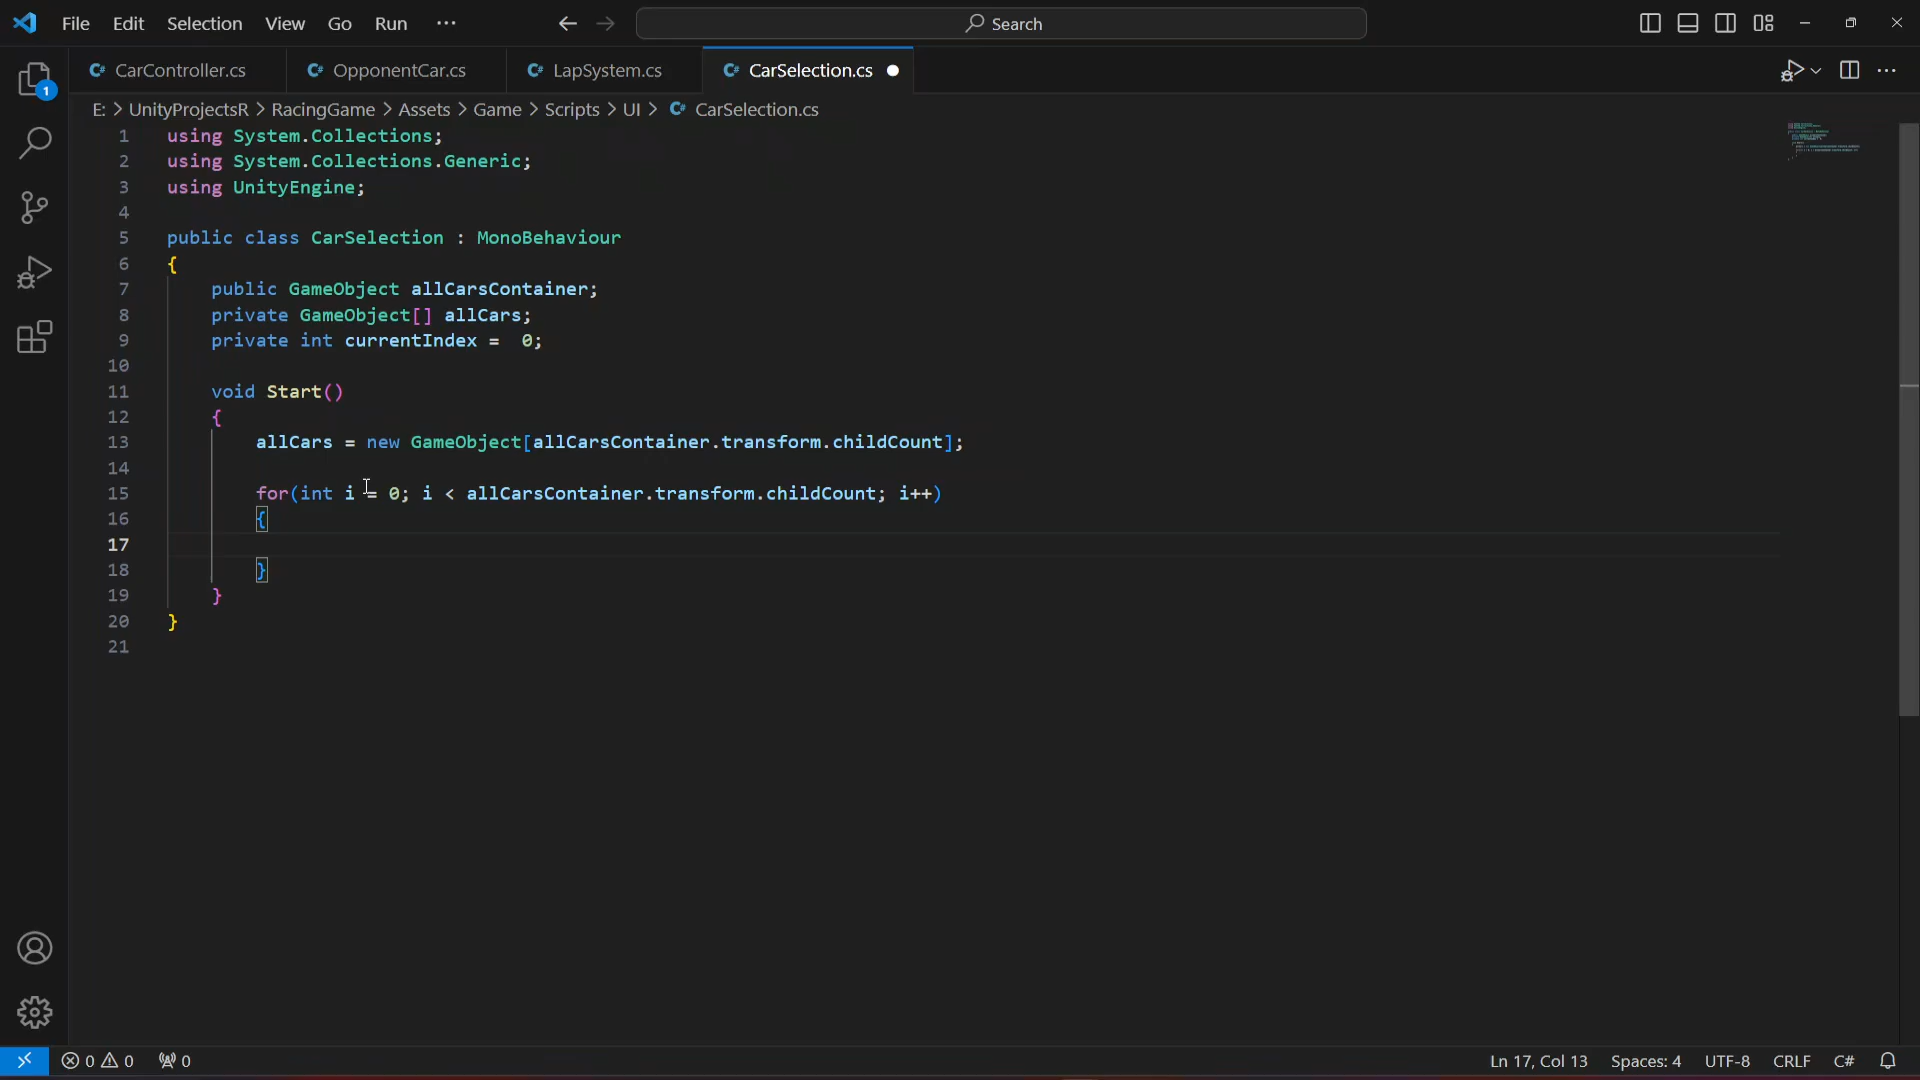 File Edit Selection View Go Run ··· Search
CarController.cs OpponentCar.cs LapSystem.cs CarSelection.cs
E: > UnityProjectsR > RacingGame > Assets > Game > Scripts > UI > CarSelection.cs
1 using System.Collections;
2 using System.Collections.Generic;
3 using UnityEngine;
4
5 public class CarSelection : MonoBehaviour
6 {
7 public GameObject allCarsContainer;
8 private GameObject[] allCars;
9 private int currentIndex =  0;
10
11 void Start()
12 {
13 allCars = new GameObject[allCarsContainer.transform.childCount];
14
15 for(int i = 0; i < allCarsContainer.transform.childCount; i++)
16 {
17
18 }
19 }
20 }
21
1
0 0 0 Ln 17, Col 13 Spaces: 4 UTF-8 CRLF C#